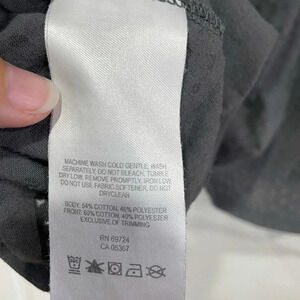 MACHINE WASH COLD GENTLE, WASH
SEPARATELY, DO NOT BLEACH, TUMBLE
DRY LOW, REMOVE PROMPTLY, IRON LOW
DO NOT USE FABRIC SOFTENER, DO NOT
DRY CLEAN.
BODY: 54% COTTON, 46% POLYESTER
FRONT: 60% COTTON, 40% POLYESTER
EXCLUSIVE OF TRIMMING
RN 69724
CA 05367